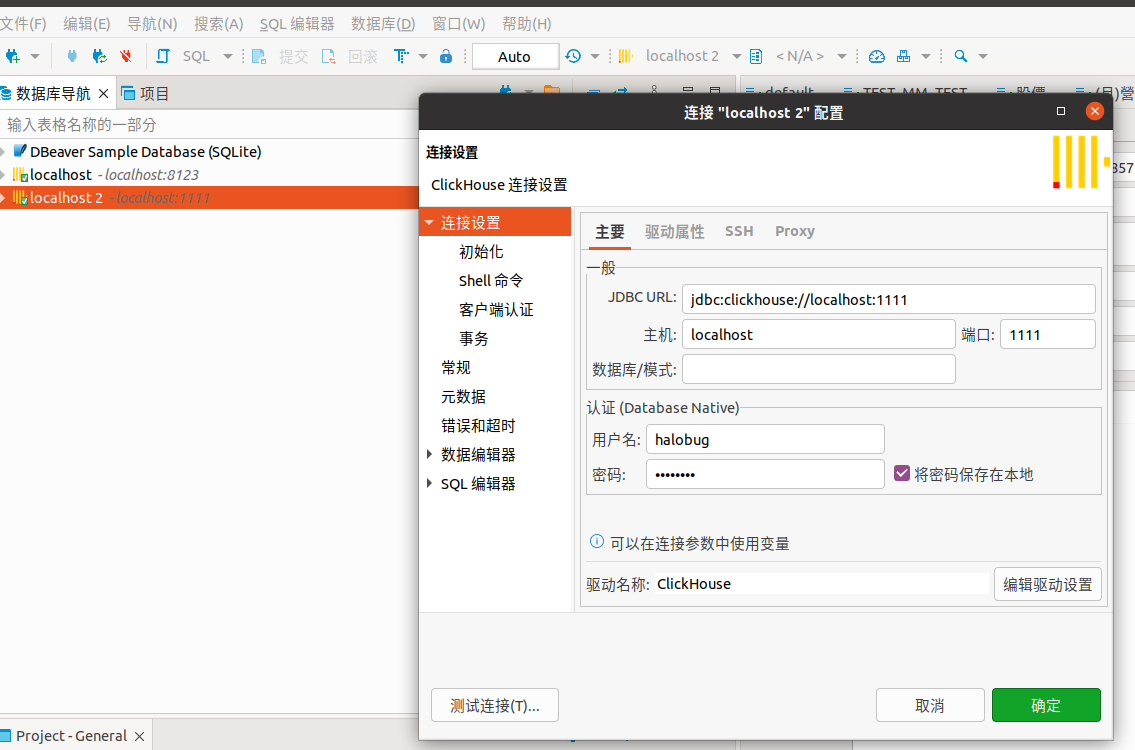 文件(F) 编辑(E) 导航(N) 搜索(A) SQL 编辑器 数据库(D) 窗口(W) 帮助(H)
SQL 提交 回滚 Auto localhost 2 < N/A >
数据库导航 项目
输入表格名称的一部分
DBeaver Sample Database (SQLite)
localhost - localhost:8123
localhost 2 - localhost:1111
连接 "localhost 2" 配置
连接设置
ClickHouse 连接设置
连接设置
初始化
Shell 命令
客户端认证
事务
常规
元数据
错误和超时
数据编辑器
SQL 编辑器
主要 驱动属性 SSH Proxy
一般
JDBC URL: jdbc:clickhouse://localhost:1111
主机: localhost 端口: 1111
数据库/模式:
认证 (Database Native)
用户名: halobug
密码: •••••••• 将密码保存在本地
可以在连接参数中使用变量
驱动名称: ClickHouse 编辑驱动设置
测试连接(T)... 取消 确定
Project - General